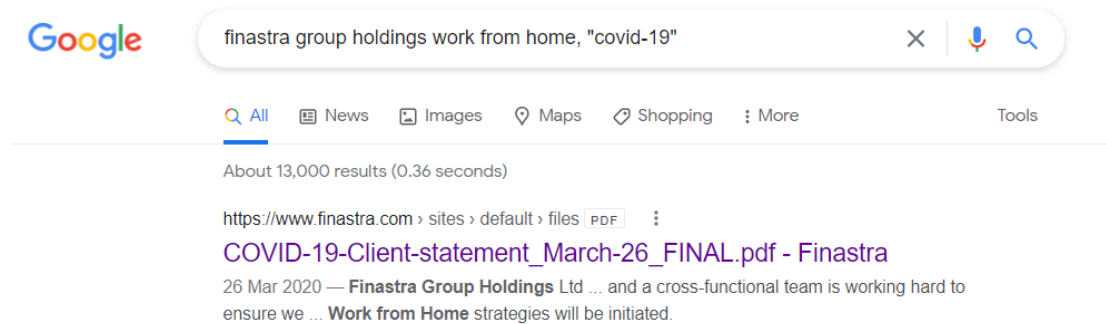 Google finastra group holdings work from home, "covid-19"
All News Images Maps Shopping More Tools
About 13,000 results (0.36 seconds)
https://www.finastra.com › sites › default › files PDF
COVID-19-Client-statement_March-26_FINAL.pdf - Finastra
26 Mar 2020 — Finastra Group Holdings Ltd ... and a cross-functional team is working hard to
ensure we ... Work from Home strategies will be initiated.